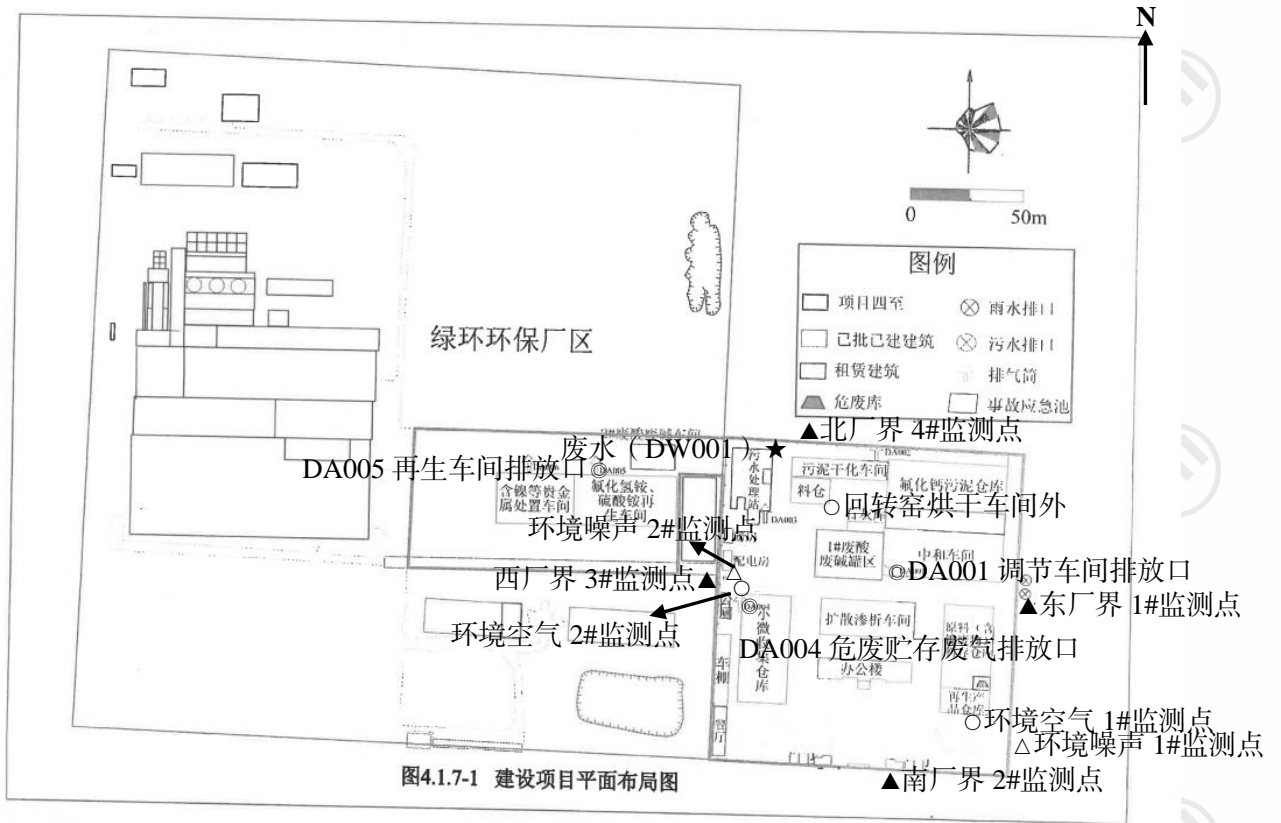 N
0 50m
图例
项目四至
雨水排口
已批已建建筑
污水排口
租赁建筑
排气筒
危废库
事故应急池
绿环环保厂区
▲北厂界 4#监测点
废水（DW001）★
DA002
DA005 再生车间排放口
DA005
污水处理站
污泥干化车间
氟化钙污泥仓库
料仓
含镍等贵金属处置车间
氟化氢铵、硫酸铵再生车间
○回转窑烘干车间外
DA003
环境噪声 2#监测点
配电房
1#废酸废碱罐区
中和车间
◎DA001 调节车间排放口
西厂界 3#监测点▲
▲东厂界 1#监测点
扩散渗析车间
环境空气 2#监测点
小微收集仓库
DA004 危废贮存废气排放口
车棚
办公楼
○环境空气 1#监测点
餐厅
△环境噪声 1#监测点
▲南厂界 2#监测点
图4.1.7-1 建设项目平面布局图